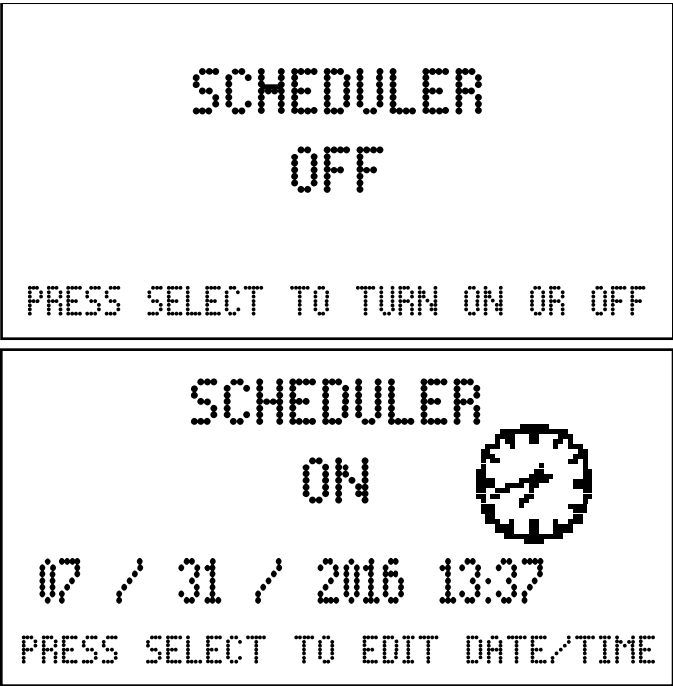 SCHEDULER
OFF
PRESS SELECT TO TURN ON OR OFF
SCHEDULER
ON
07 / 31 / 2016 13:37
PRESS SELECT TO EDIT DATE/TIME